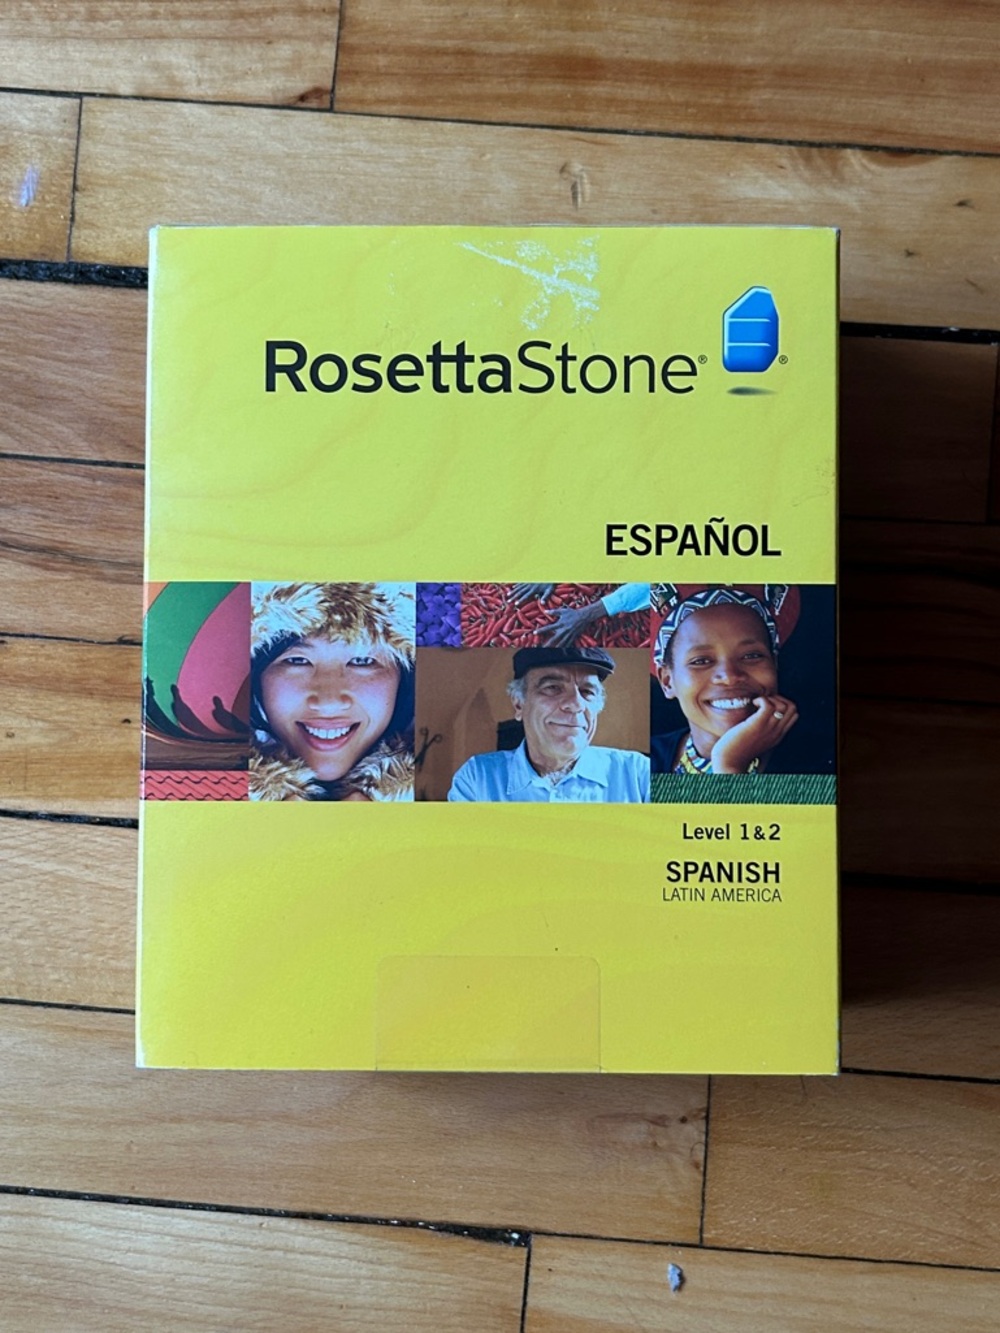 RosettaStone® ®
ESPAÑOL
Level 1 & 2
SPANISH
LATIN AMERICA